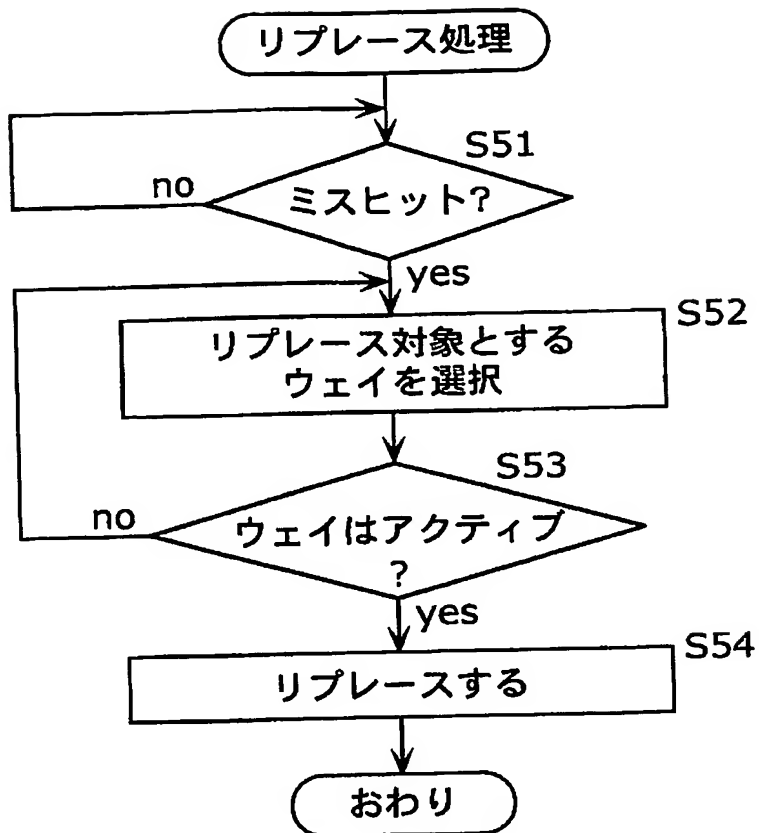 リプレース処理
S51
no
ミスヒット?
yes
S52
リプレース対象とする
ウェイを選択
S53
no
ウェイはアクティブ
?
yes
S54
リプレースする
おわり